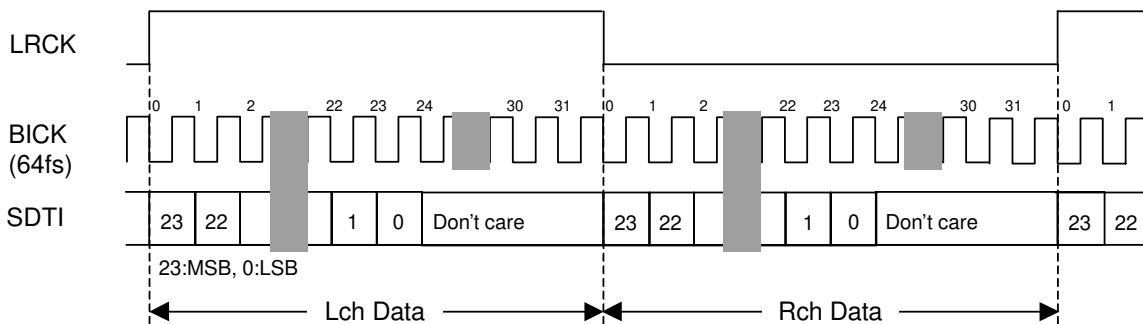 LRCK
0 1 2 22 23 24 30 31 0 1 2 22 23 24 30 31 0 1
BICK
(64fs)
SDTI 23 22 1 0 Don't care 23 22 1 0 Don't care 23 22
23:MSB, 0:LSB
Lch Data Rch Data